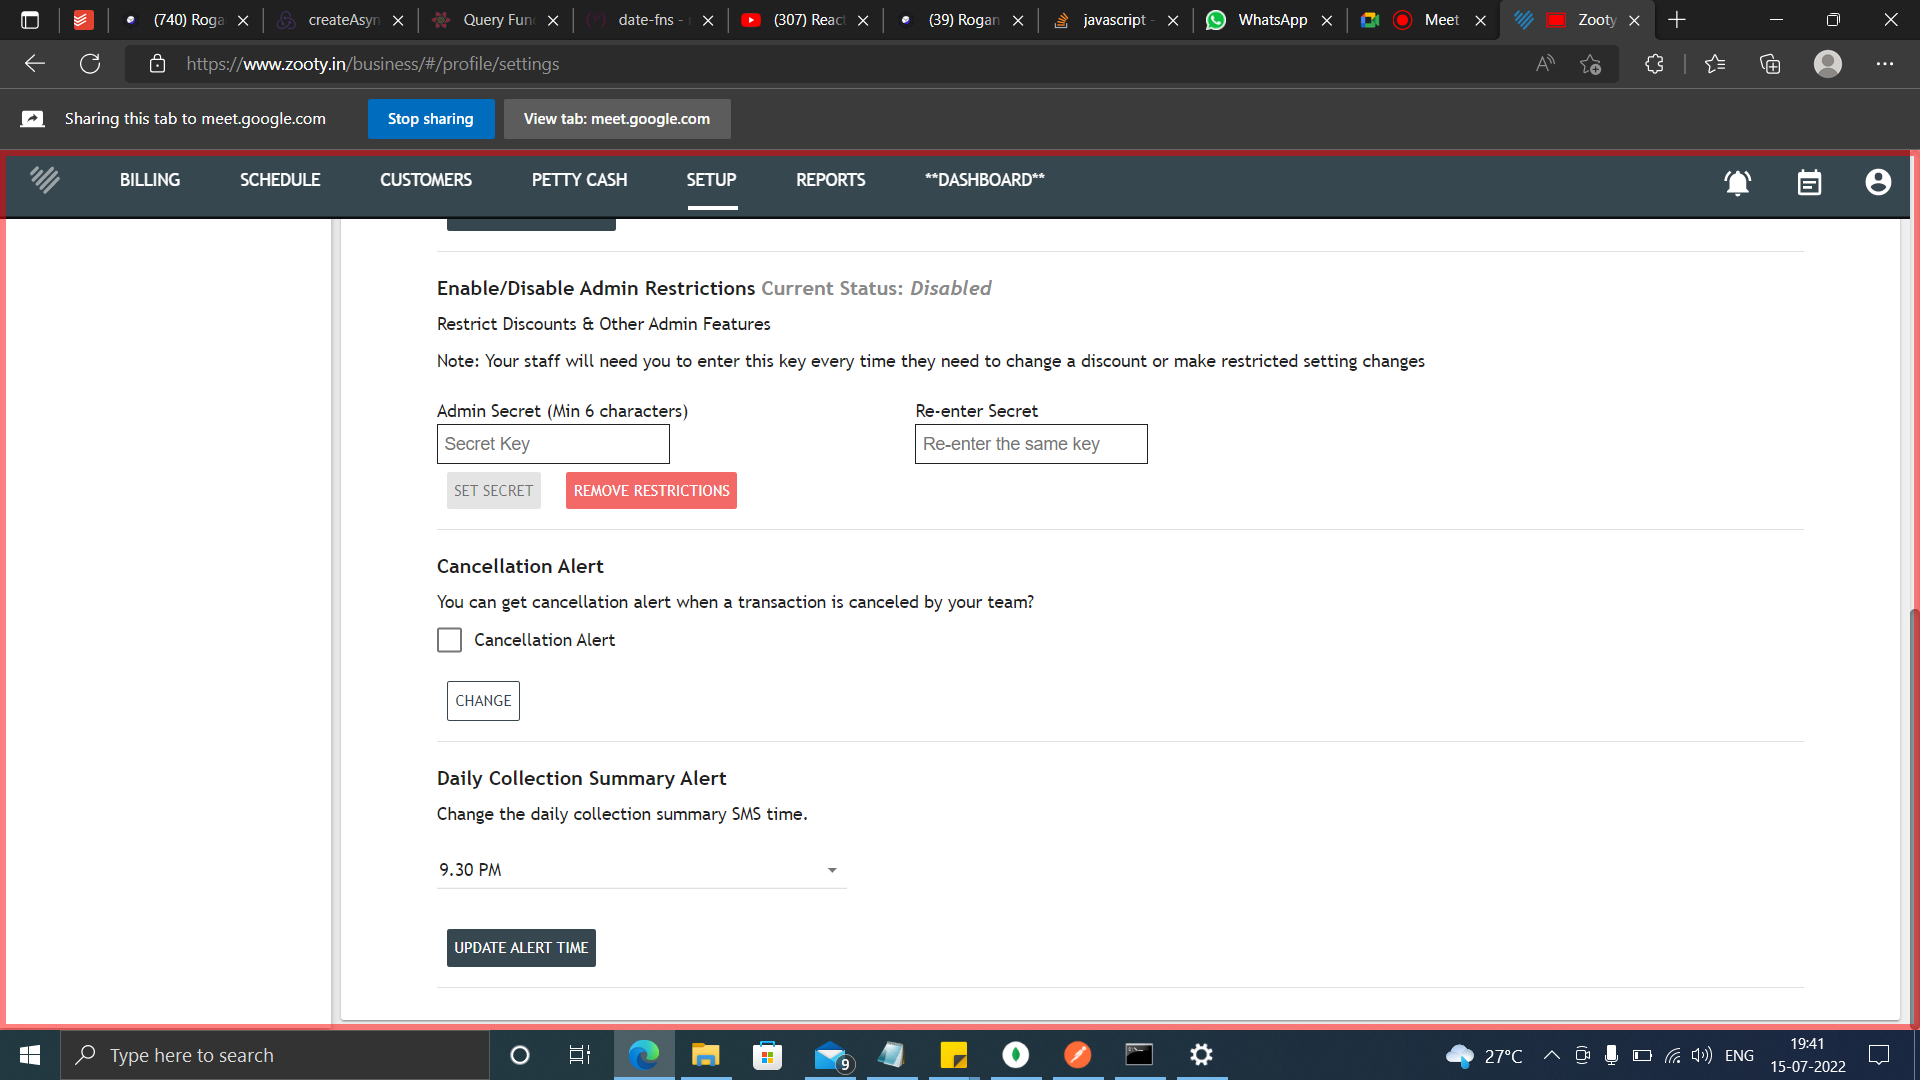 (740) Roga
createAsyn
Query Fun
date-fns -
(307) React
(39) Rogan
javascript -
WhatsApp
Meet
Zooty
https://www.zooty.in/business/#/profile/settings
Sharing this tab to meet.google.com
Stop sharing
View tab: meet.google.com
BILLING
SCHEDULE
CUSTOMERS
PETTY CASH
SETUP
REPORTS
**DASHBOARD**
Enable/Disable Admin Restrictions Current Status: Disabled
Restrict Discounts & Other Admin Features
Note: Your staff will need you to enter this key every time they need to change a discount or make restricted setting changes
Admin Secret (Min 6 characters)
Re-enter Secret
Secret Key
Re-enter the same key
SET SECRET
REMOVE RESTRICTIONS
Cancellation Alert
You can get cancellation alert when a transaction is canceled by your team?
Cancellation Alert
CHANGE
Daily Collection Summary Alert
Change the daily collection summary SMS time.
9.30 PM
UPDATE ALERT TIME
Type here to search
9
27°C
ENG
19:41
15-07-2022